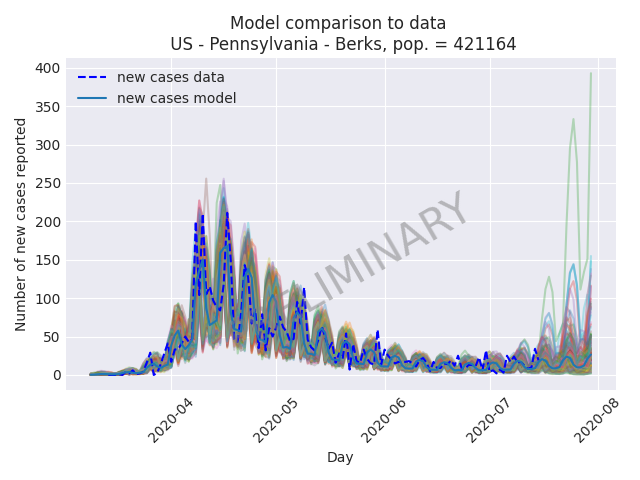 Model comparison to data
US - Pennsylvania - Berks, pop. = 421164
new cases data
new cases model
Number of new cases reported
400
350
300
250
200
150
100
50
0
2020-04
2020-05
2020-06
2020-07
2020-08
Day